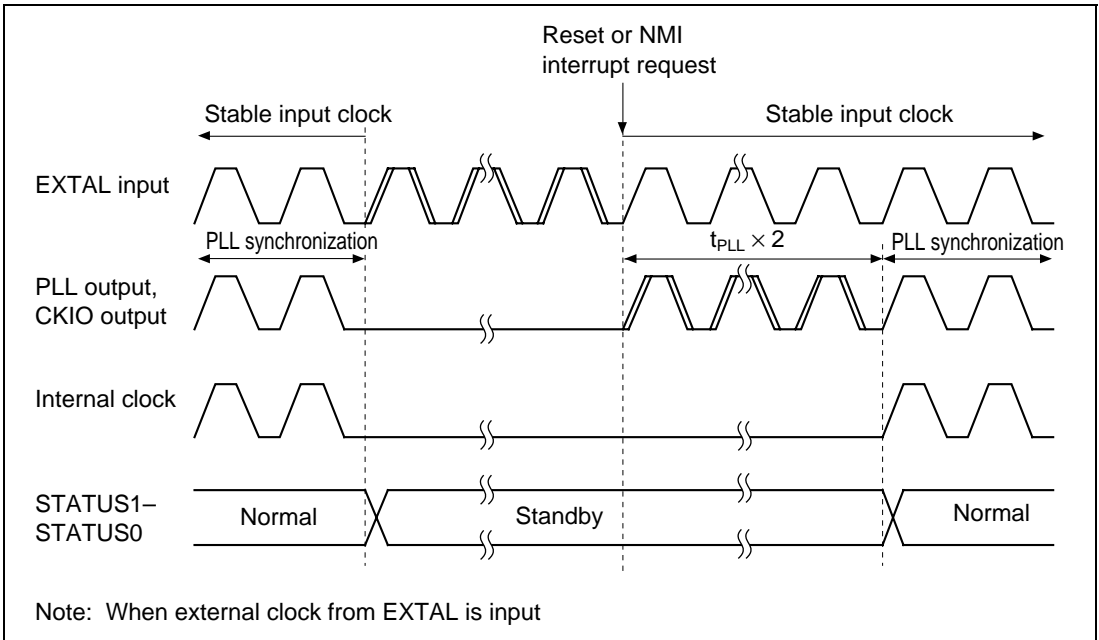 Reset or NMI
interrupt request
Stable input clock
Stable input clock
EXTAL input
PLL synchronization
tPLL × 2
PLL synchronization
PLL output,
CKIO output
Internal clock
STATUS1–
STATUS0
Normal
Standby
Normal
Note: When external clock from EXTAL is input